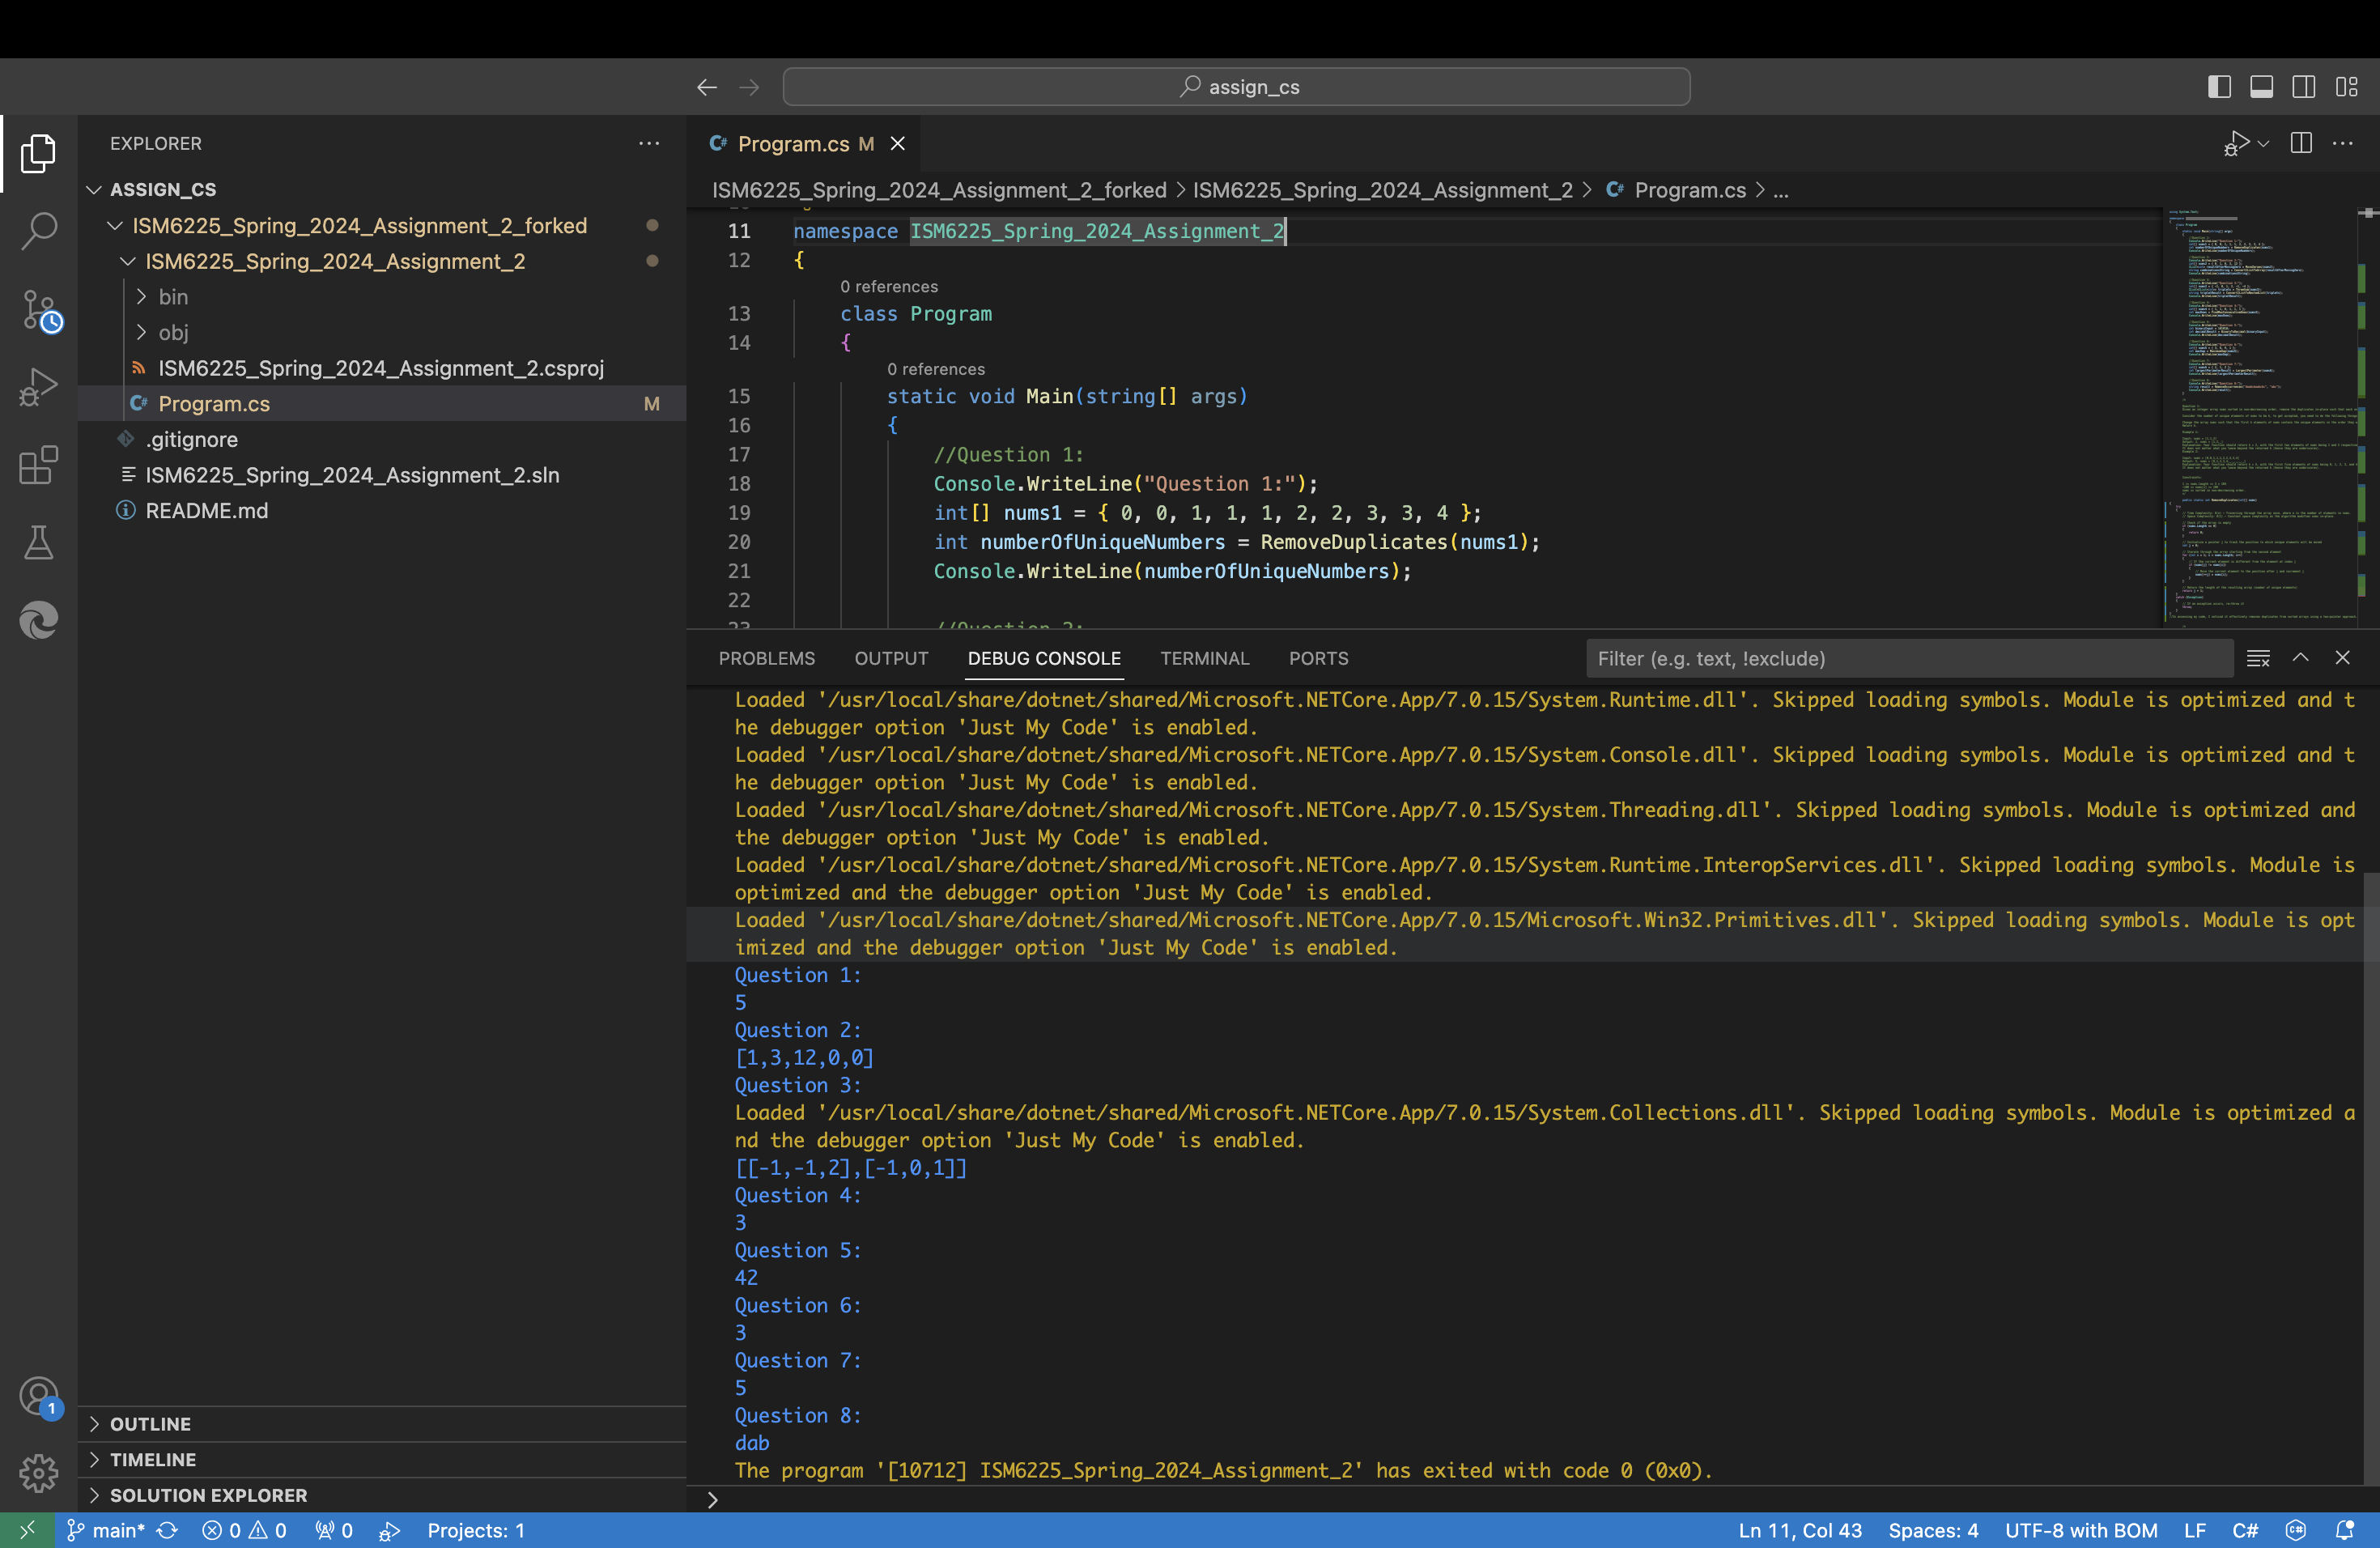 assign_cs
EXPLORER
ASSIGN_CS
ISM6225_Spring_2024_Assignment_2_forked
ISM6225_Spring_2024_Assignment_2
bin
obj
ISM6225_Spring_2024_Assignment_2.csproj
Program.cs M
.gitignore
ISM6225_Spring_2024_Assignment_2.sln
README.md
OUTLINE
TIMELINE
SOLUTION EXPLORER
Program.cs M
ISM6225_Spring_2024_Assignment_2_forked > ISM6225_Spring_2024_Assignment_2 > Program.cs > ...
11 namespace ISM6225_Spring_2024_Assignment_2
12 {
0 references
13 class Program
14 {
0 references
15 static void Main(string[] args)
16 {
17 //Question 1:
18 Console.WriteLine("Question 1:");
19 int[] nums1 = { 0, 0, 1, 1, 1, 2, 2, 3, 3, 4 };
20 int numberOfUniqueNumbers = RemoveDuplicates(nums1);
21 Console.WriteLine(numberOfUniqueNumbers);
22
23 //Question 2:
PROBLEMS OUTPUT DEBUG CONSOLE TERMINAL PORTS
Filter (e.g. text, !exclude)
Loaded '/usr/local/share/dotnet/shared/Microsoft.NETCore.App/7.0.15/System.Runtime.dll'. Skipped loading symbols. Module is optimized and t
he debugger option 'Just My Code' is enabled.
Loaded '/usr/local/share/dotnet/shared/Microsoft.NETCore.App/7.0.15/System.Console.dll'. Skipped loading symbols. Module is optimized and t
he debugger option 'Just My Code' is enabled.
Loaded '/usr/local/share/dotnet/shared/Microsoft.NETCore.App/7.0.15/System.Threading.dll'. Skipped loading symbols. Module is optimized and
the debugger option 'Just My Code' is enabled.
Loaded '/usr/local/share/dotnet/shared/Microsoft.NETCore.App/7.0.15/System.Runtime.InteropServices.dll'. Skipped loading symbols. Module is
optimized and the debugger option 'Just My Code' is enabled.
Loaded '/usr/local/share/dotnet/shared/Microsoft.NETCore.App/7.0.15/Microsoft.Win32.Primitives.dll'. Skipped loading symbols. Module is opt
imized and the debugger option 'Just My Code' is enabled.
Question 1:
5
Question 2:
[1,3,12,0,0]
Question 3:
Loaded '/usr/local/share/dotnet/shared/Microsoft.NETCore.App/7.0.15/System.Collections.dll'. Skipped loading symbols. Module is optimized a
nd the debugger option 'Just My Code' is enabled.
[[-1,-1,2],[-1,0,1]]
Question 4:
3
Question 5:
42
Question 6:
3
Question 7:
5
Question 8:
dab
The program '[10712] ISM6225_Spring_2024_Assignment_2' has exited with code 0 (0x0).
>
1
main* 0 0 0 Projects: 1
Ln 11, Col 43 Spaces: 4 UTF-8 with BOM LF C#